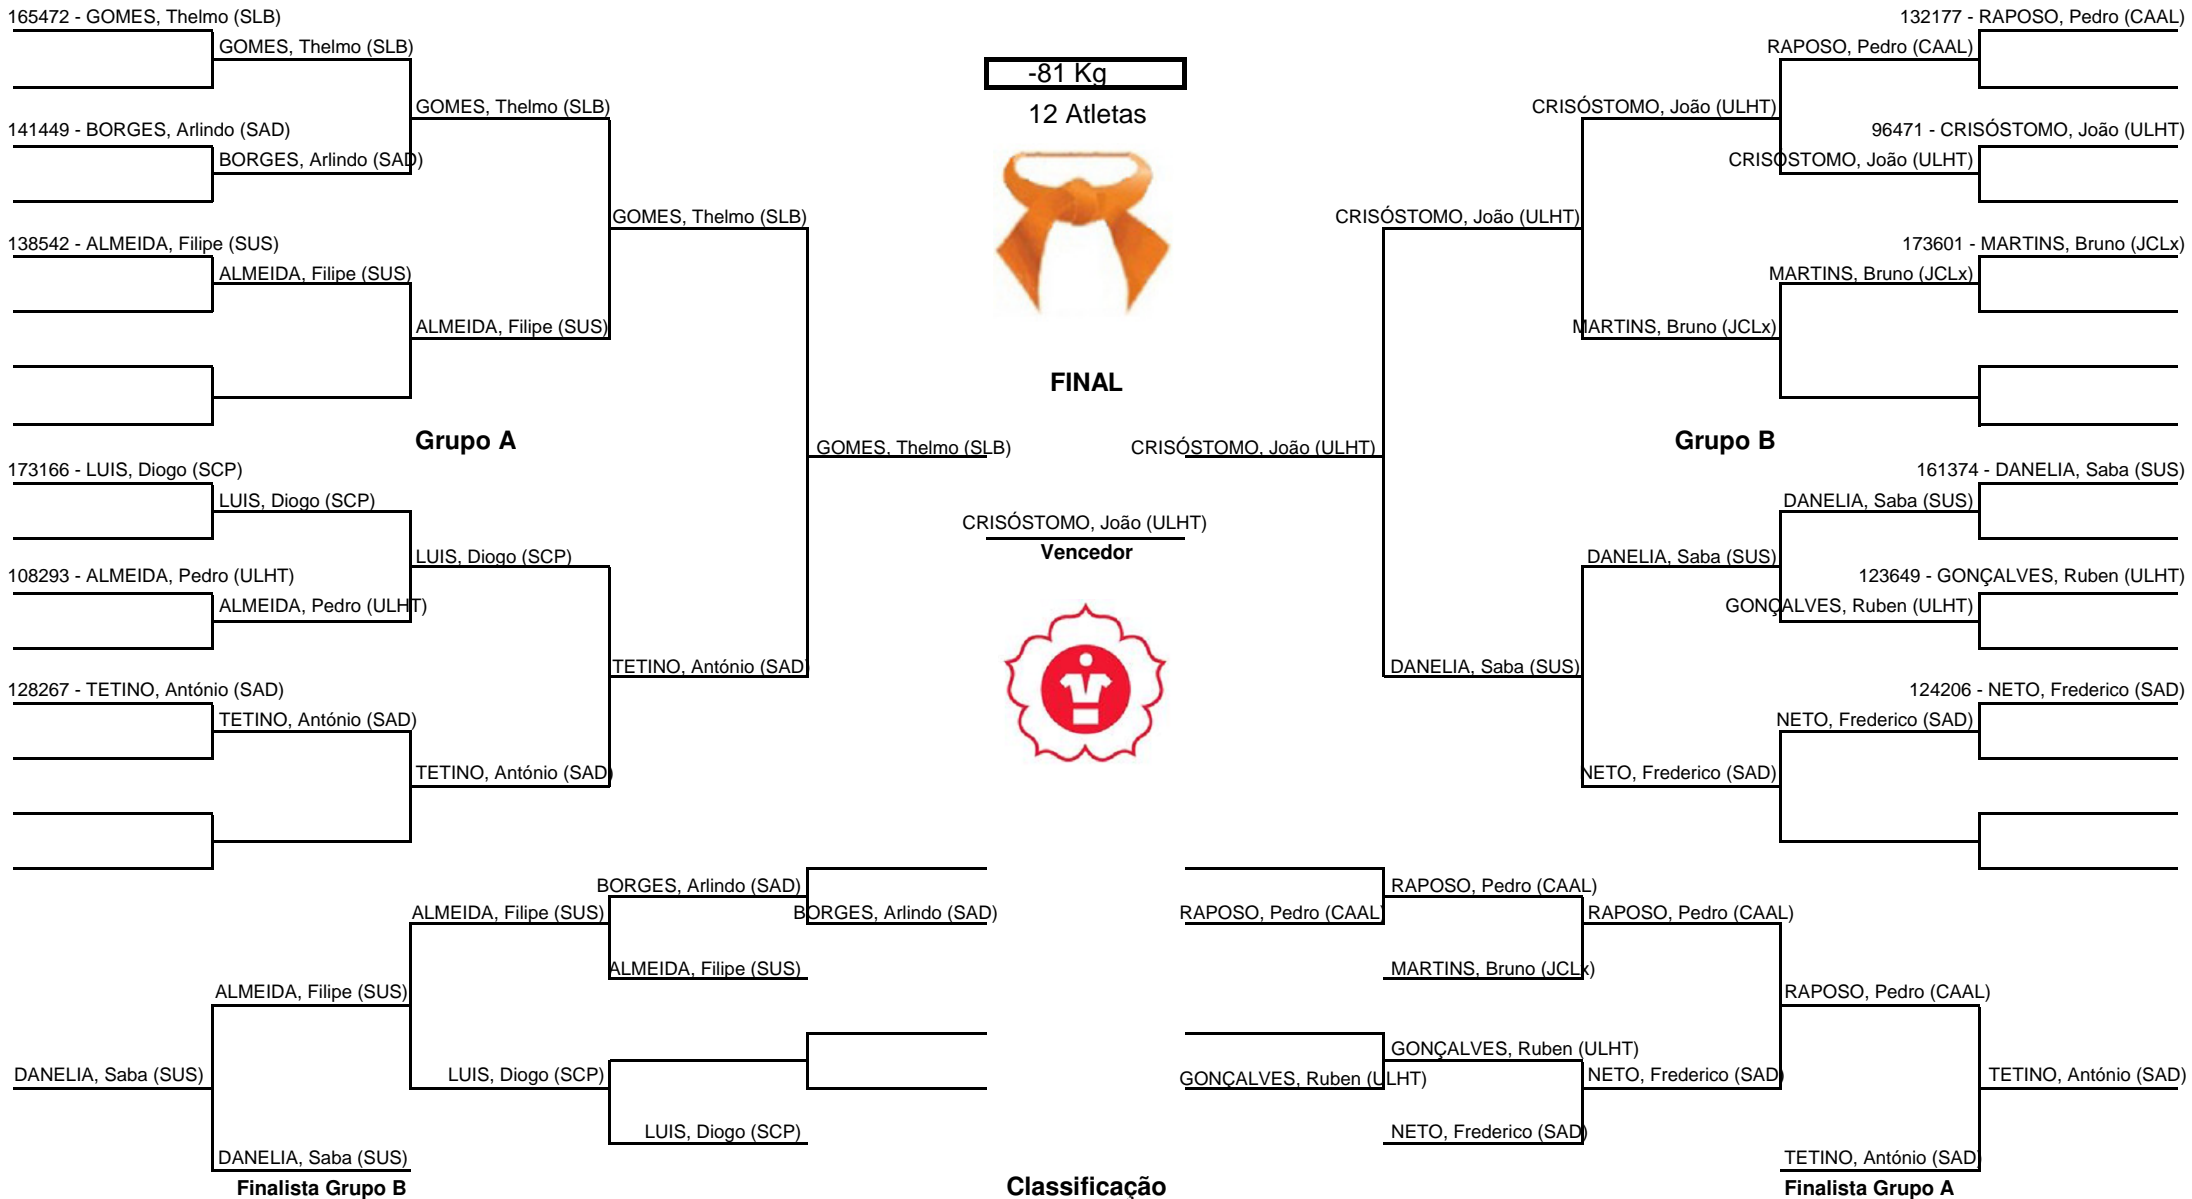 165472 - GOMES, Thelmo (SLB)
GOMES, Thelmo (SLB)
GOMES, Thelmo (SLB)
141449 - BORGES, Arlindo (SAD)
BORGES, Arlindo (SAD)
GOMES, Thelmo (SLB)
138542 - ALMEIDA, Filipe (SUS)
ALMEIDA, Filipe (SUS)
ALMEIDA, Filipe (SUS)
Grupo A
GOMES, Thelmo (SLB)
173166 - LUIS, Diogo (SCP)
LUIS, Diogo (SCP)
LUIS, Diogo (SCP)
108293 - ALMEIDA, Pedro (ULHT)
ALMEIDA, Pedro (ULHT)
TETINO, António (SAD)
128267 - TETINO, António (SAD)
TETINO, António (SAD)
TETINO, António (SAD)
-81 Kg
12 Atletas
FINAL
CRISÓSTOMO, João (ULHT)
Vencedor
132177 - RAPOSO, Pedro (CAAL)
RAPOSO, Pedro (CAAL)
CRISÓSTOMO, João (ULHT)
96471 - CRISÓSTOMO, João (ULHT)
CRISÓSTOMO, João (ULHT)
CRISÓSTOMO, João (ULHT)
173601 - MARTINS, Bruno (JCLx)
MARTINS, Bruno (JCLx)
MARTINS, Bruno (JCLx)
Grupo B
CRISÓSTOMO, João (ULHT)
161374 - DANELIA, Saba (SUS)
DANELIA, Saba (SUS)
DANELIA, Saba (SUS)
123649 - GONÇALVES, Ruben (ULHT)
GONÇALVES, Ruben (ULHT)
DANELIA, Saba (SUS)
124206 - NETO, Frederico (SAD)
NETO, Frederico (SAD)
NETO, Frederico (SAD)
BORGES, Arlindo (SAD)
ALMEIDA, Filipe (SUS)
BORGES, Arlindo (SAD)
ALMEIDA, Filipe (SUS)
ALMEIDA, Filipe (SUS)
DANELIA, Saba (SUS)
LUIS, Diogo (SCP)
LUIS, Diogo (SCP)
DANELIA, Saba (SUS)
Finalista Grupo B
Classificação
RAPOSO, Pedro (CAAL)
RAPOSO, Pedro (CAAL)
RAPOSO, Pedro (CAAL)
MARTINS, Bruno (JCLx)
RAPOSO, Pedro (CAAL)
GONÇALVES, Ruben (ULHT)
GONÇALVES, Ruben (ULHT)
NETO, Frederico (SAD)
TETINO, António (SAD)
NETO, Frederico (SAD)
TETINO, António (SAD)
Finalista Grupo A